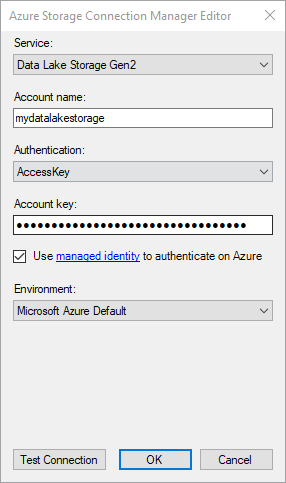 Azure Storage Connection Manager Editor
Service:
Data Lake Storage Gen2
Account name:
mydatalakestorage
Authentication:
AccessKey
Account key:
●●●●●●●●●●●●●●●●●●●●●●●●●●●●●●●●●
Use managed identity to authenticate on Azure
Environment:
Microsoft Azure Default
Test Connection OK Cancel